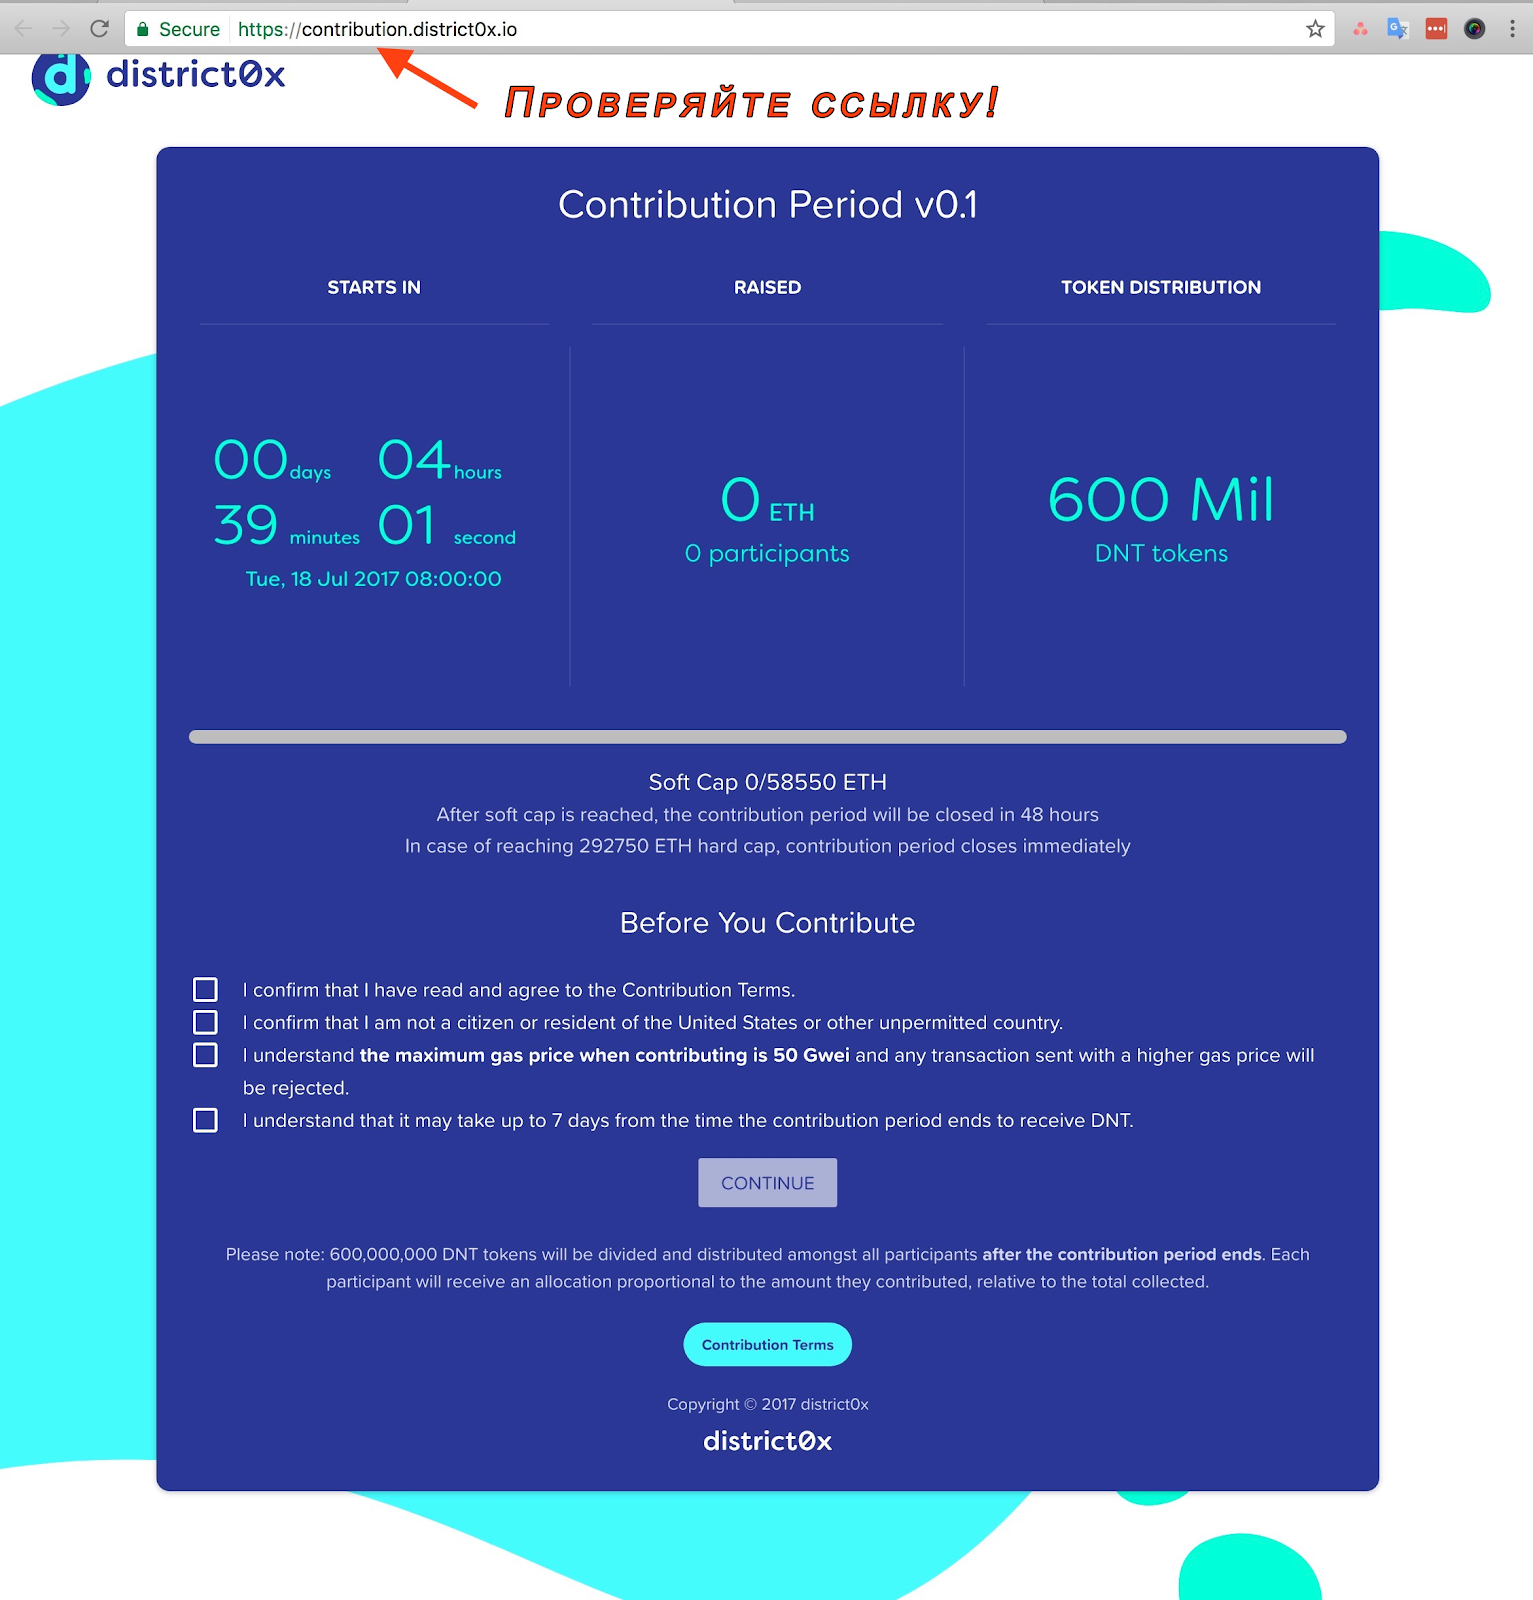 Secure https://contribution.district0x.io
district0x
Проверяйте ссылку!
Contribution Period v0.1
STARTS IN
RAISED
TOKEN DISTRIBUTION
00 days 04 hours
39 minutes 01 second
Tue, 18 Jul 2017 08:00:00
0 ETH
0 participants
600 Mil
DNT tokens
Soft Cap 0/58550 ETH
After soft cap is reached, the contribution period will be closed in 48 hours
In case of reaching 292750 ETH hard cap, contribution period closes immediately
Before You Contribute
I confirm that I have read and agree to the Contribution Terms.
I confirm that I am not a citizen or resident of the United States or other unpermitted country.
I understand the maximum gas price when contributing is 50 Gwei and any transaction sent with a higher gas price will
be rejected.
I understand that it may take up to 7 days from the time the contribution period ends to receive DNT.
CONTINUE
Please note: 600,000,000 DNT tokens will be divided and distributed amongst all participants after the contribution period ends. Each
participant will receive an allocation proportional to the amount they contributed, relative to the total collected.
Contribution Terms
Copyright © 2017 district0x
district0x